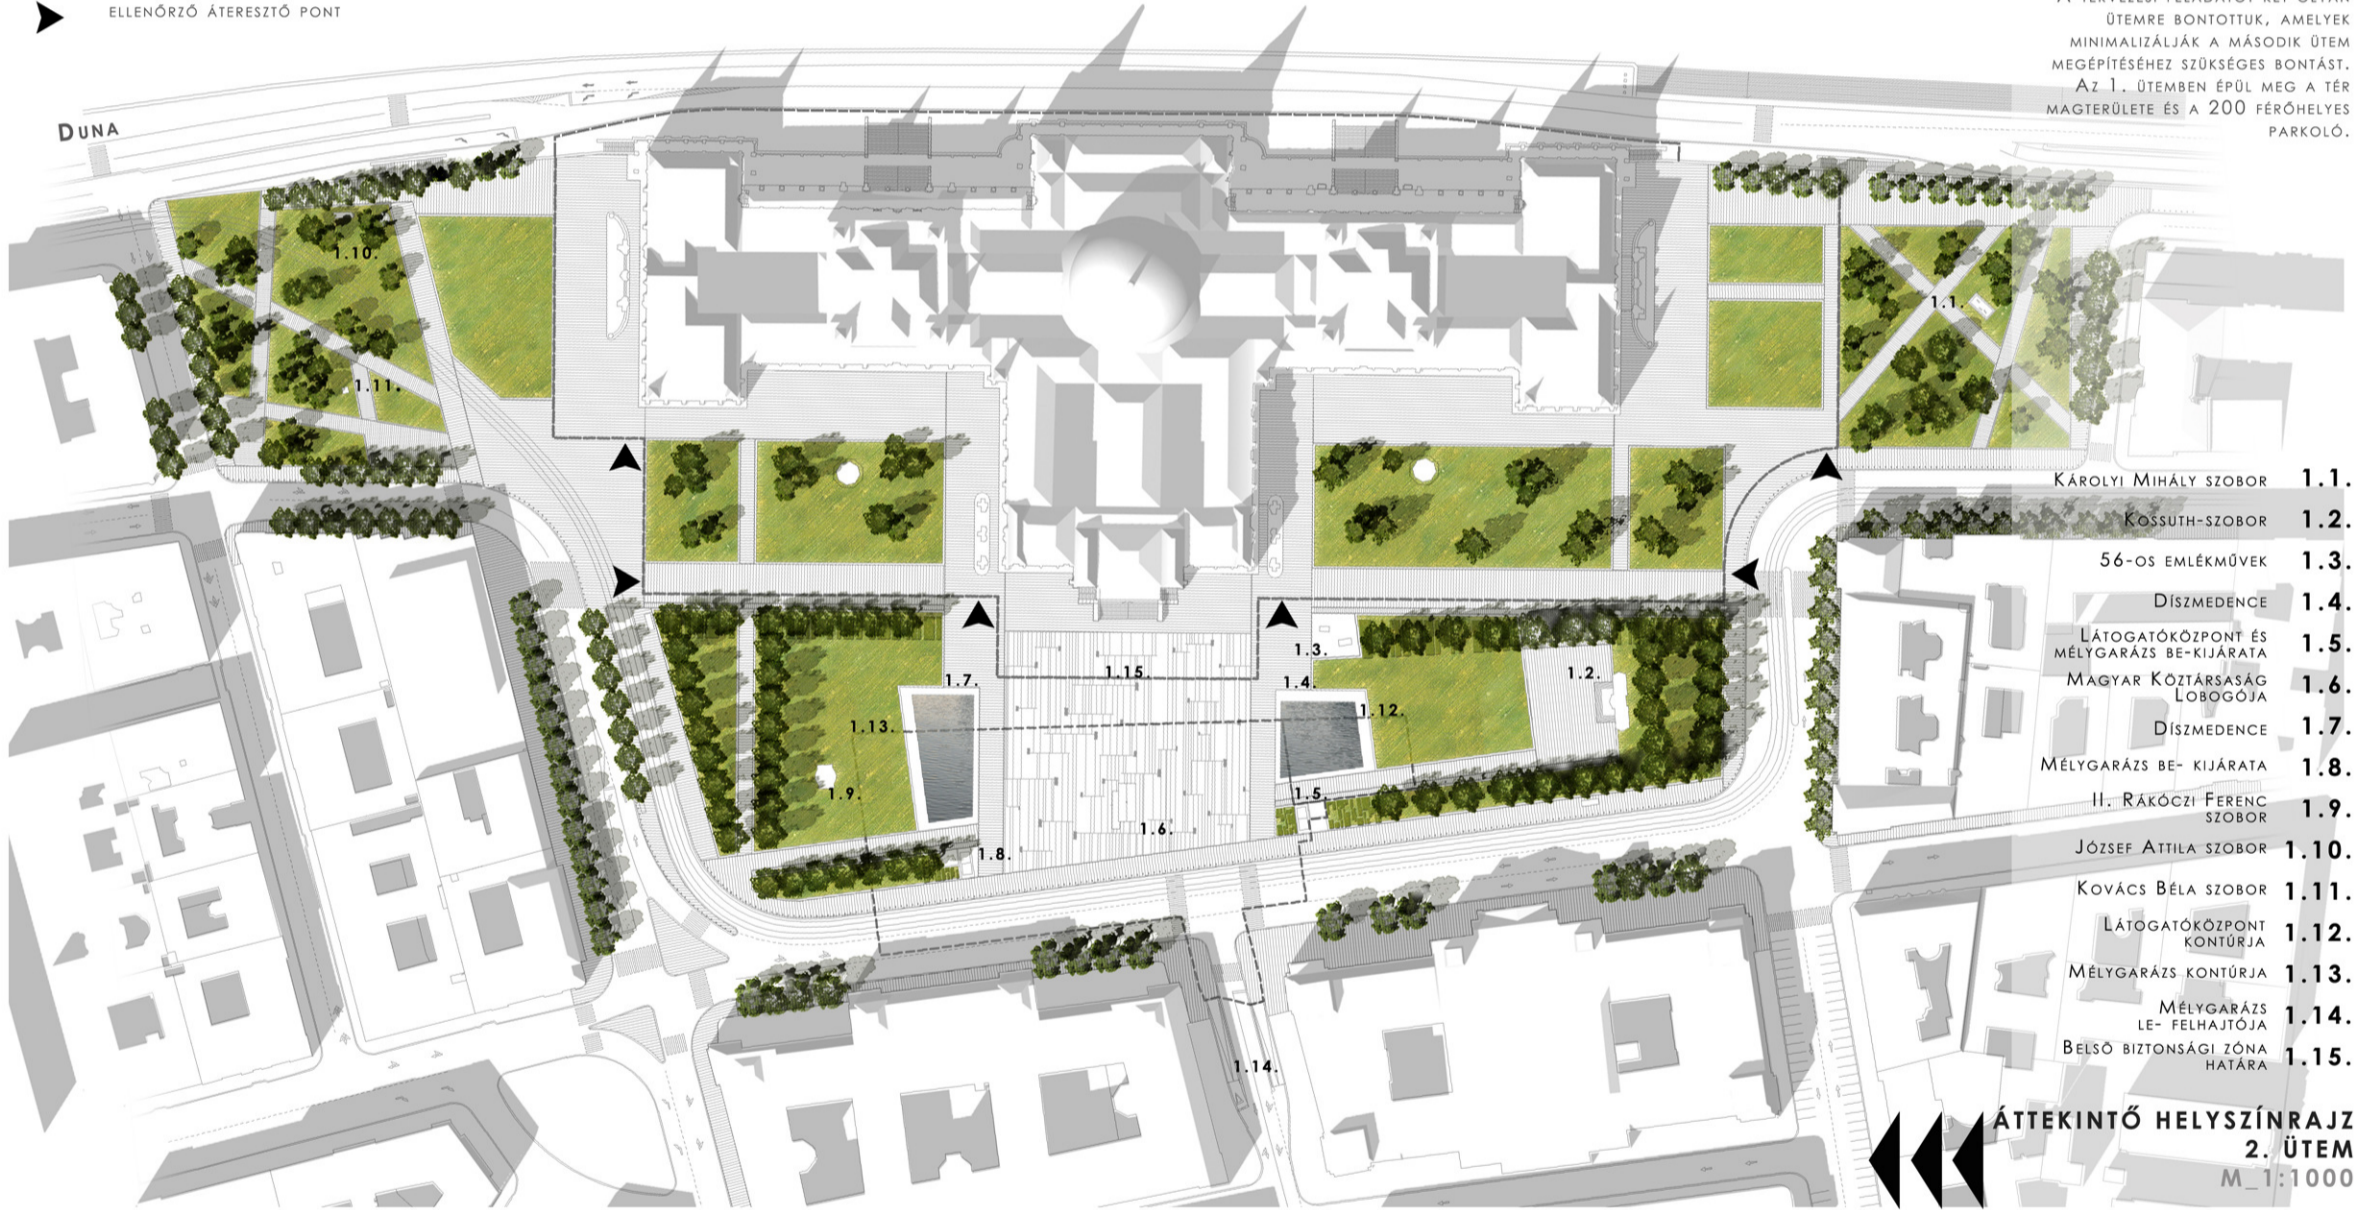 ELLENŐRZŐ ÁTERESZTŐ PONT
A TERVEZÉSI FELADATOT KÉT OLYAN
ÜTEMRE BONTOTTUK, AMELYEK
MINIMALIZÁLJÁK A MÁSODIK ÜTEM
MEGÉPÍTÉSÉHEZ SZÜKSÉGES BONTÁST.
AZ 1. ÜTEMBEN ÉPÜL MEG A TÉR
MAGTERÜLETE ÉS A 200 FÉRŐHELYES
PARKOLÓ.
DUNA
1.10.
1.11.
1.1.
1.3.
1.15.
1.2.
1.7.
1.4.
1.12.
1.13.
1.9.
1.5.
1.6.
1.8.
1.14.
KÁROLYI MIHÁLY SZOBOR 1.1.
KOSSUTH-SZOBOR 1.2.
56-OS EMLÉKMŰVEK 1.3.
DÍSZMEDENCE 1.4.
LÁTOGATÓKÖZPONT ÉS
MÉLYGARÁZS BE-KIJÁRATA 1.5.
MAGYAR KÖZTÁRSASÁG
LOBOGÓJA 1.6.
DÍSZMEDENCE 1.7.
MÉLYGARÁZS BE- KIJÁRATA 1.8.
II. RÁKÓCZI FERENC
SZOBOR 1.9.
JÓZSEF ATTILA SZOBOR 1.10.
KOVÁCS BÉLA SZOBOR 1.11.
LÁTOGATÓKÖZPONT
KONTÚRJA 1.12.
MÉLYGARÁZS KONTÚRJA 1.13.
MÉLYGARÁZS
LE- FELHAJTÓJA 1.14.
BELSŐ BIZTONSÁGI ZÓNA
HATÁRA 1.15.
ÁTTEKINTŐ HELYSZÍNRAJZ
2. ÜTEM
M_1:1000